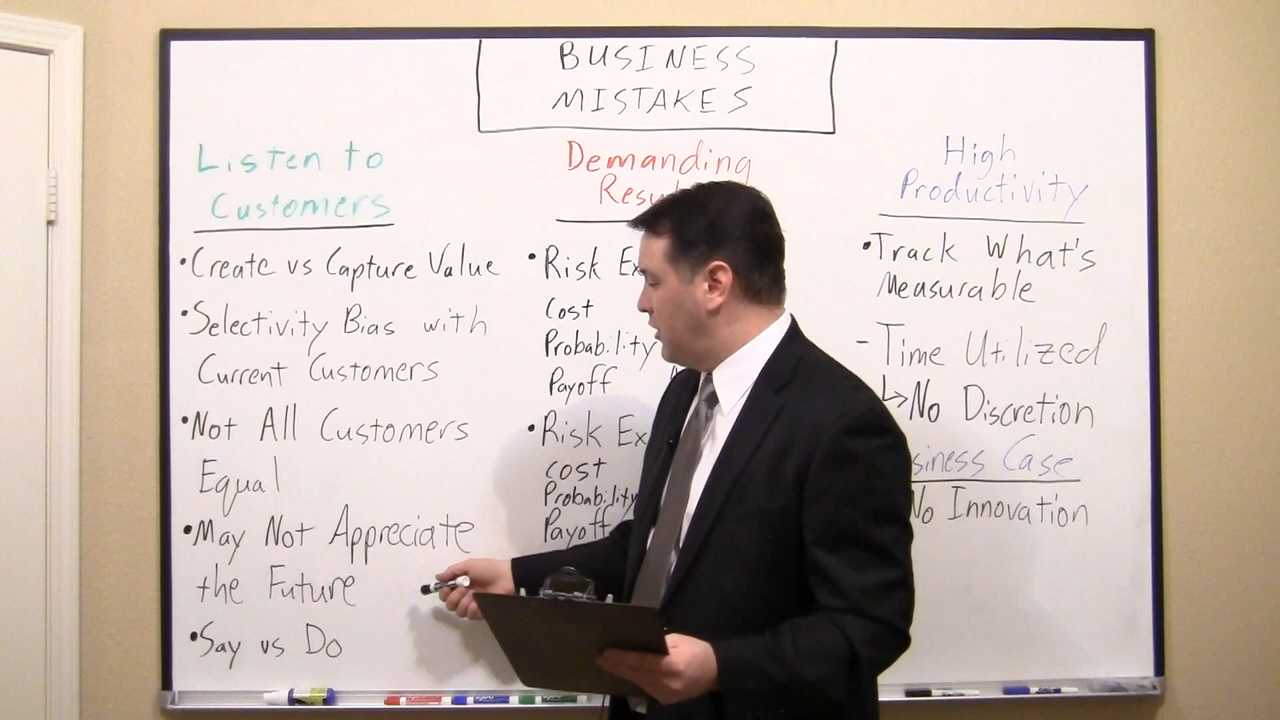 BUSINESS
MISTAKES
Listen to
Customers
•Create vs Capture Value
•Selectivity Bias with
Current Customers
•Not All Customers
Equal
•May Not Appreciate
the Future
•Say vs Do
Demanding
•Risk
Cost
Probability
Payoff
•Risk
Cost
Probability
Payoff
High
Productivity
•Track What's
Measurable
-Time Utilized
↳No Discretion
Case
No Innovation